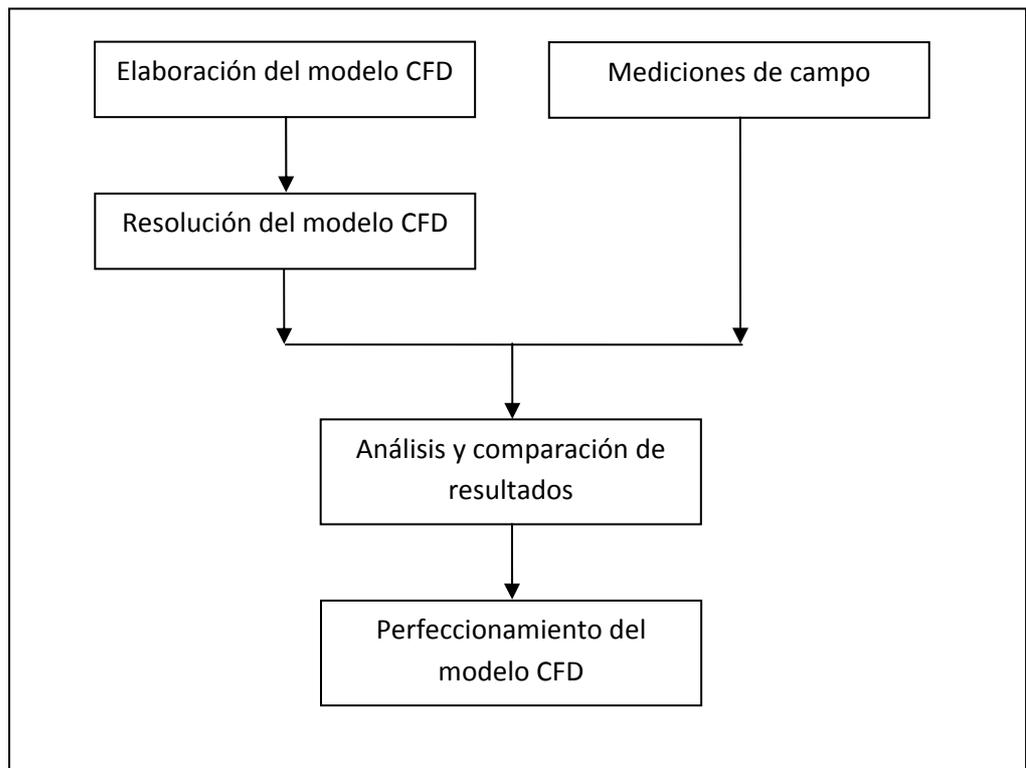 Elaboración del modelo CFD
Mediciones de campo
Resolución del modelo CFD
Análisis y comparación de
resultados
Perfeccionamiento del
modelo CFD